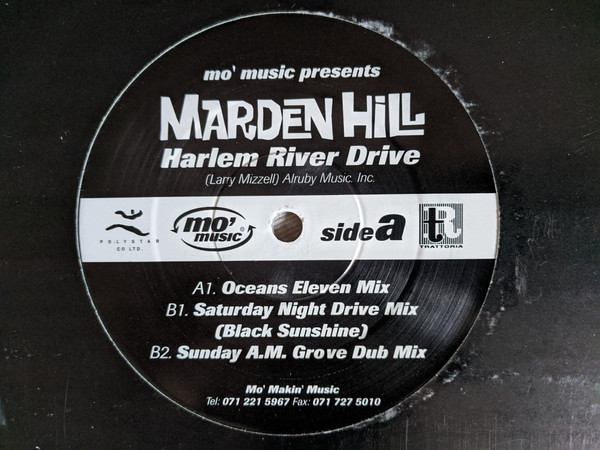 mo' music presents
MARDEN HILL
Harlem River Drive
(Larry Mizzell) Alruby Music. Inc.
POLYSTAR
CO LTD.
mo'
music
side a
tR
TRATTORIA
A1. Oceans Eleven Mix
B1. Saturday Night Drive Mix
(Black Sunshine)
B2. Sunday A.M. Grove Dub Mix
Mo' Makin' Music
Tel: 071 221 5967 Fax: 071 727 5010